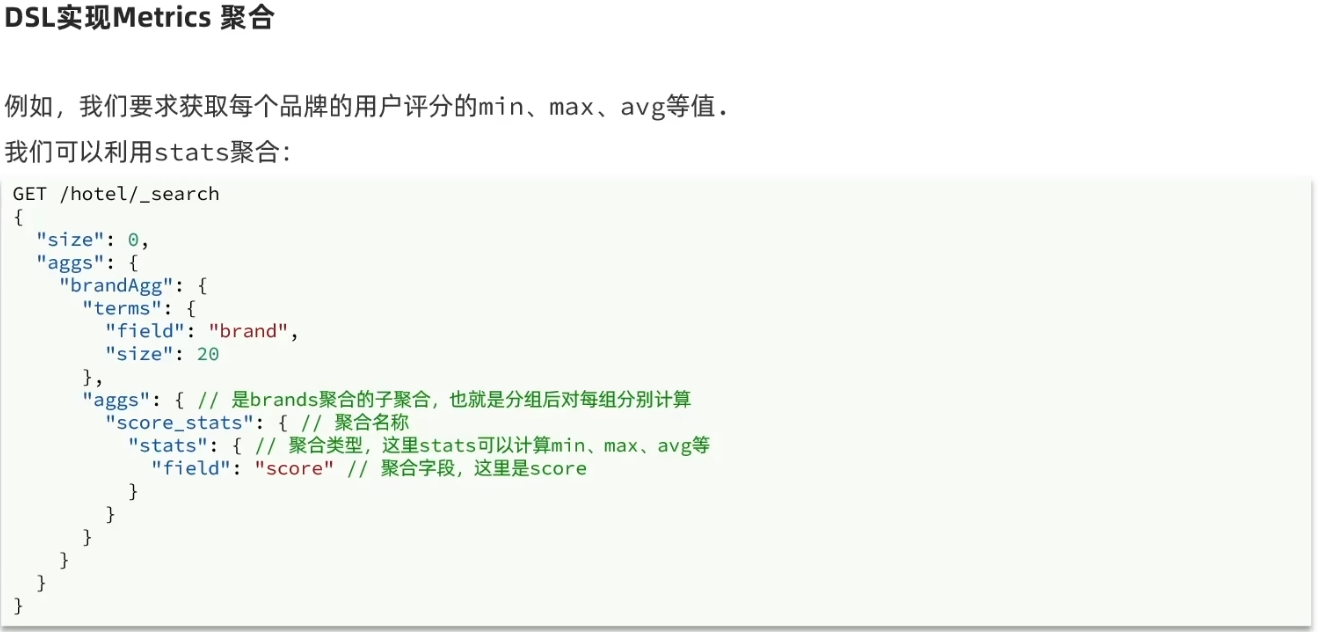 DSL实现Metrics 聚合
例如，我们要求获取每个品牌的用户评分的min、max、avg等值.
我们可以利用stats聚合：
GET /hotel/_search
{
  "size": 0,
  "aggs": {
    "brandAgg": {
      "terms": {
        "field": "brand",
        "size": 20
      },
      "aggs": { // 是brands聚合的子聚合，也就是分组后对每组分别计算
        "score_stats": { // 聚合名称
          "stats": { // 聚合类型，这里stats可以计算min、max、avg等
            "field": "score" // 聚合字段，这里是score
          }
        }
      }
    }
  }
}